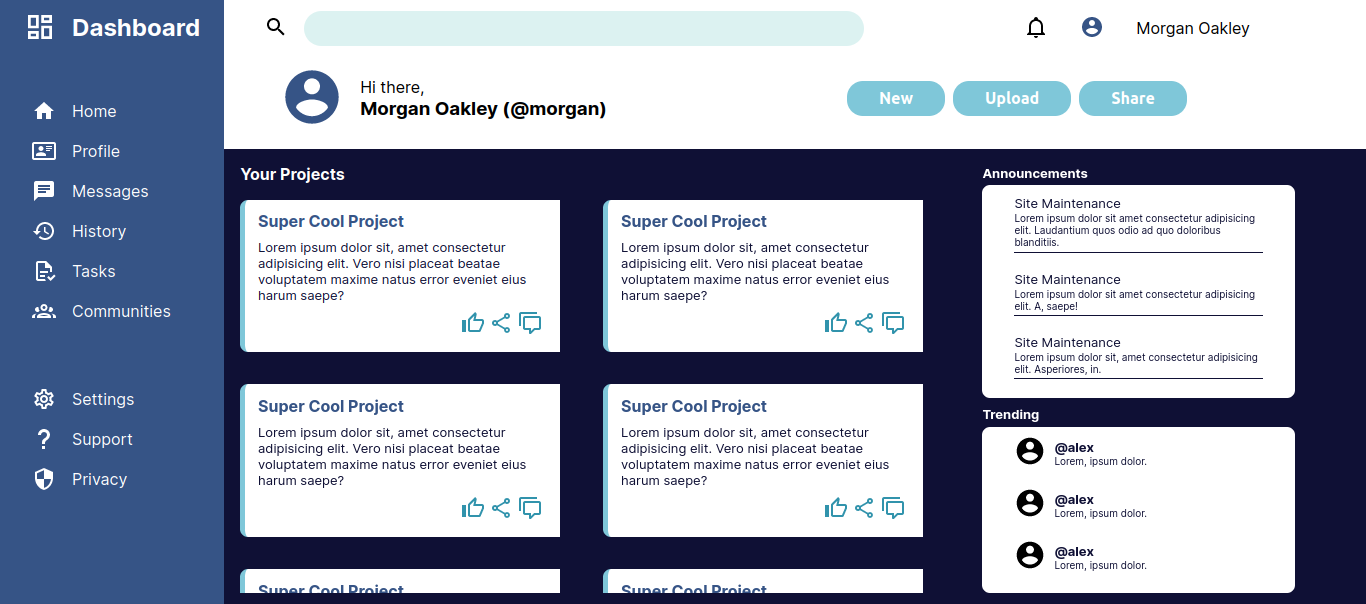 Dashboard
Home
Profile
Messages
History
Tasks
Communities
Settings
Support
Privacy
Morgan Oakley
Hi there,
Morgan Oakley (@morgan)
New
Upload
Share
Your Projects
Super Cool Project
Lorem ipsum dolor sit, amet consectetur
adipisicing elit. Vero nisi placeat beatae
voluptatem maxime natus error eveniet eius
harum saepe?
Super Cool Project
Lorem ipsum dolor sit, amet consectetur
adipisicing elit. Vero nisi placeat beatae
voluptatem maxime natus error eveniet eius
harum saepe?
Super Cool Project
Lorem ipsum dolor sit, amet consectetur
adipisicing elit. Vero nisi placeat beatae
voluptatem maxime natus error eveniet eius
harum saepe?
Super Cool Project
Lorem ipsum dolor sit, amet consectetur
adipisicing elit. Vero nisi placeat beatae
voluptatem maxime natus error eveniet eius
harum saepe?
Super Cool Project
Super Cool Project
Announcements
Site Maintenance
Lorem ipsum dolor sit amet consectetur adipisicing
elit. Laudantium quos odio ad quo doloribus
blanditiis.
Site Maintenance
Lorem ipsum dolor sit amet consectetur adipisicing
elit. A, saepe!
Site Maintenance
Lorem ipsum dolor sit, amet consectetur adipisicing
elit. Asperiores, in.
Trending
@alex
Lorem, ipsum dolor.
@alex
Lorem, ipsum dolor.
@alex
Lorem, ipsum dolor.